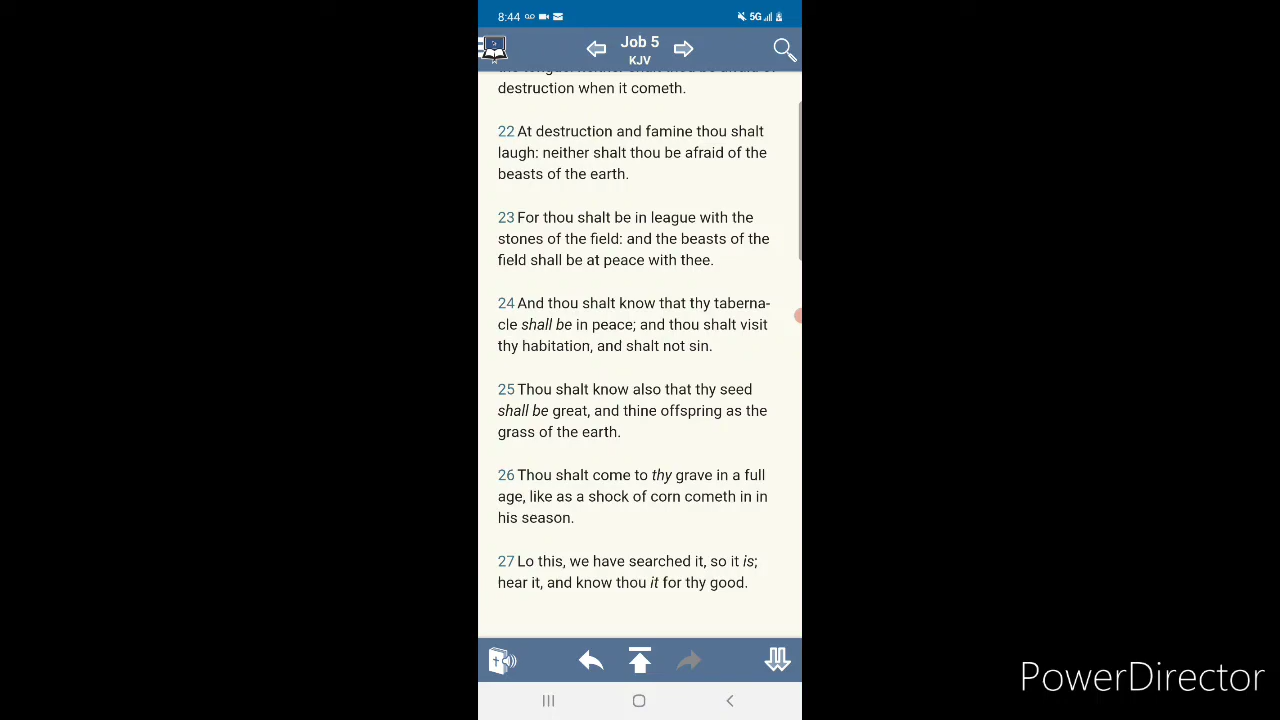 8:44
5G
Job 5
KJV
destruction when it cometh.
22 At destruction and famine thou shalt
laugh: neither shalt thou be afraid of the
beasts of the earth.
23 For thou shalt be in league with the
stones of the field: and the beasts of the
field shall be at peace with thee.
24 And thou shalt know that thy taberna-
cle shall be in peace; and thou shalt visit
thy habitation, and shalt not sin.
25 Thou shalt know also that thy seed
shall be great, and thine offspring as the
grass of the earth.
26 Thou shalt come to thy grave in a full
age, like as a shock of corn cometh in in
his season.
27 Lo this, we have searched it, so it is;
hear it, and know thou it for thy good.
PowerDirector